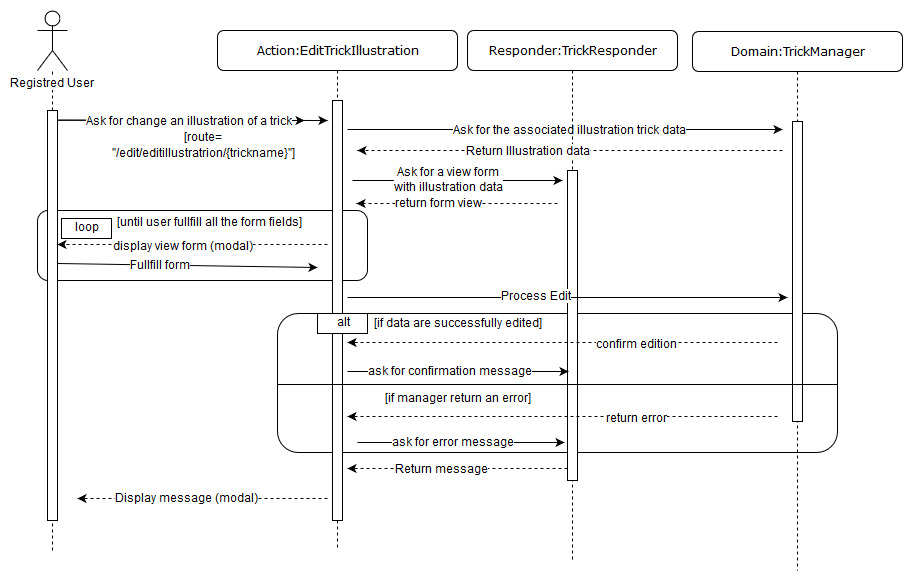 Registred User
Action:EditTrickIllustration
Responder:TrickResponder
Domain:TrickManager
Ask for change an illustration of a trick
[route=
"/edit/editillustratrion/{trickname}"]
Ask for the associated illustration trick data
Return Illustration data
Ask for a view form
with illustration data
return form view
loop
[until user fullfill all the form fields]
display view form (modal)
Fullfill form
Process Edit
alt
[if data are successfully edited]
confirm edition
ask for confirmation message
[if manager return an error]
return error
ask for error message
Return message
Display message (modal)